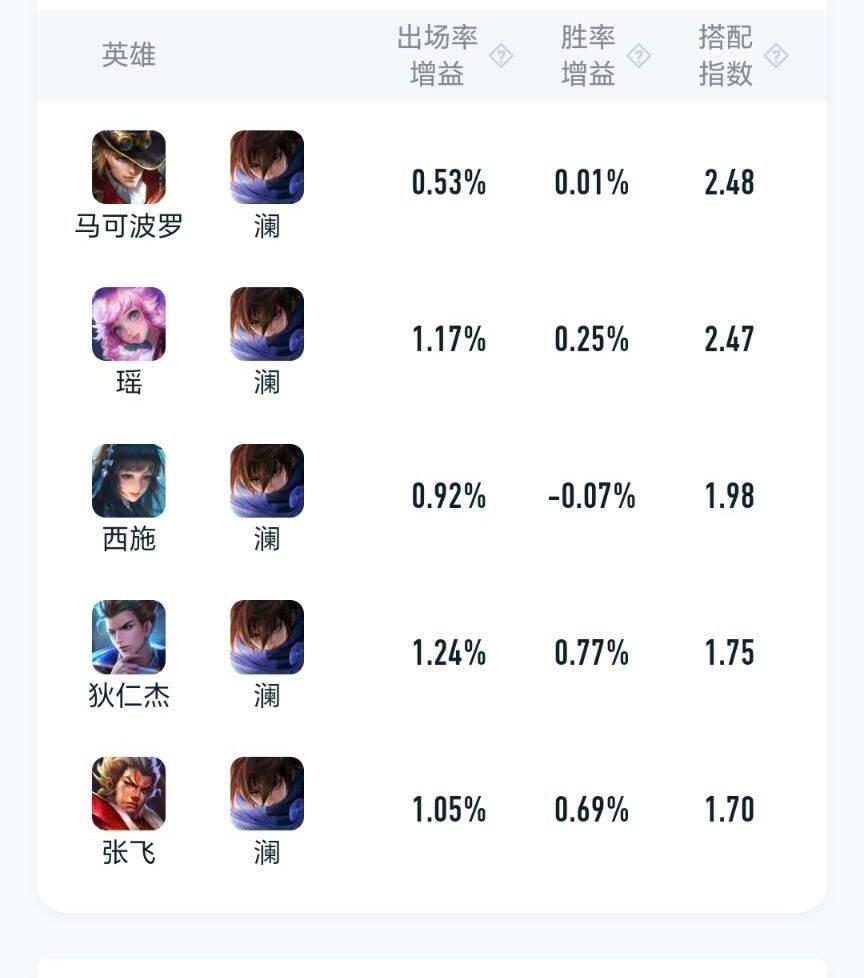 英雄
出场率
增益
胜率
增益
搭配
指数
马可波罗 澜 0.53% 0.01% 2.48
瑶 澜 1.17% 0.25% 2.47
西施 澜 0.92% -0.07% 1.98
狄仁杰 澜 1.24% 0.77% 1.75
张飞 澜 1.05% 0.69% 1.70